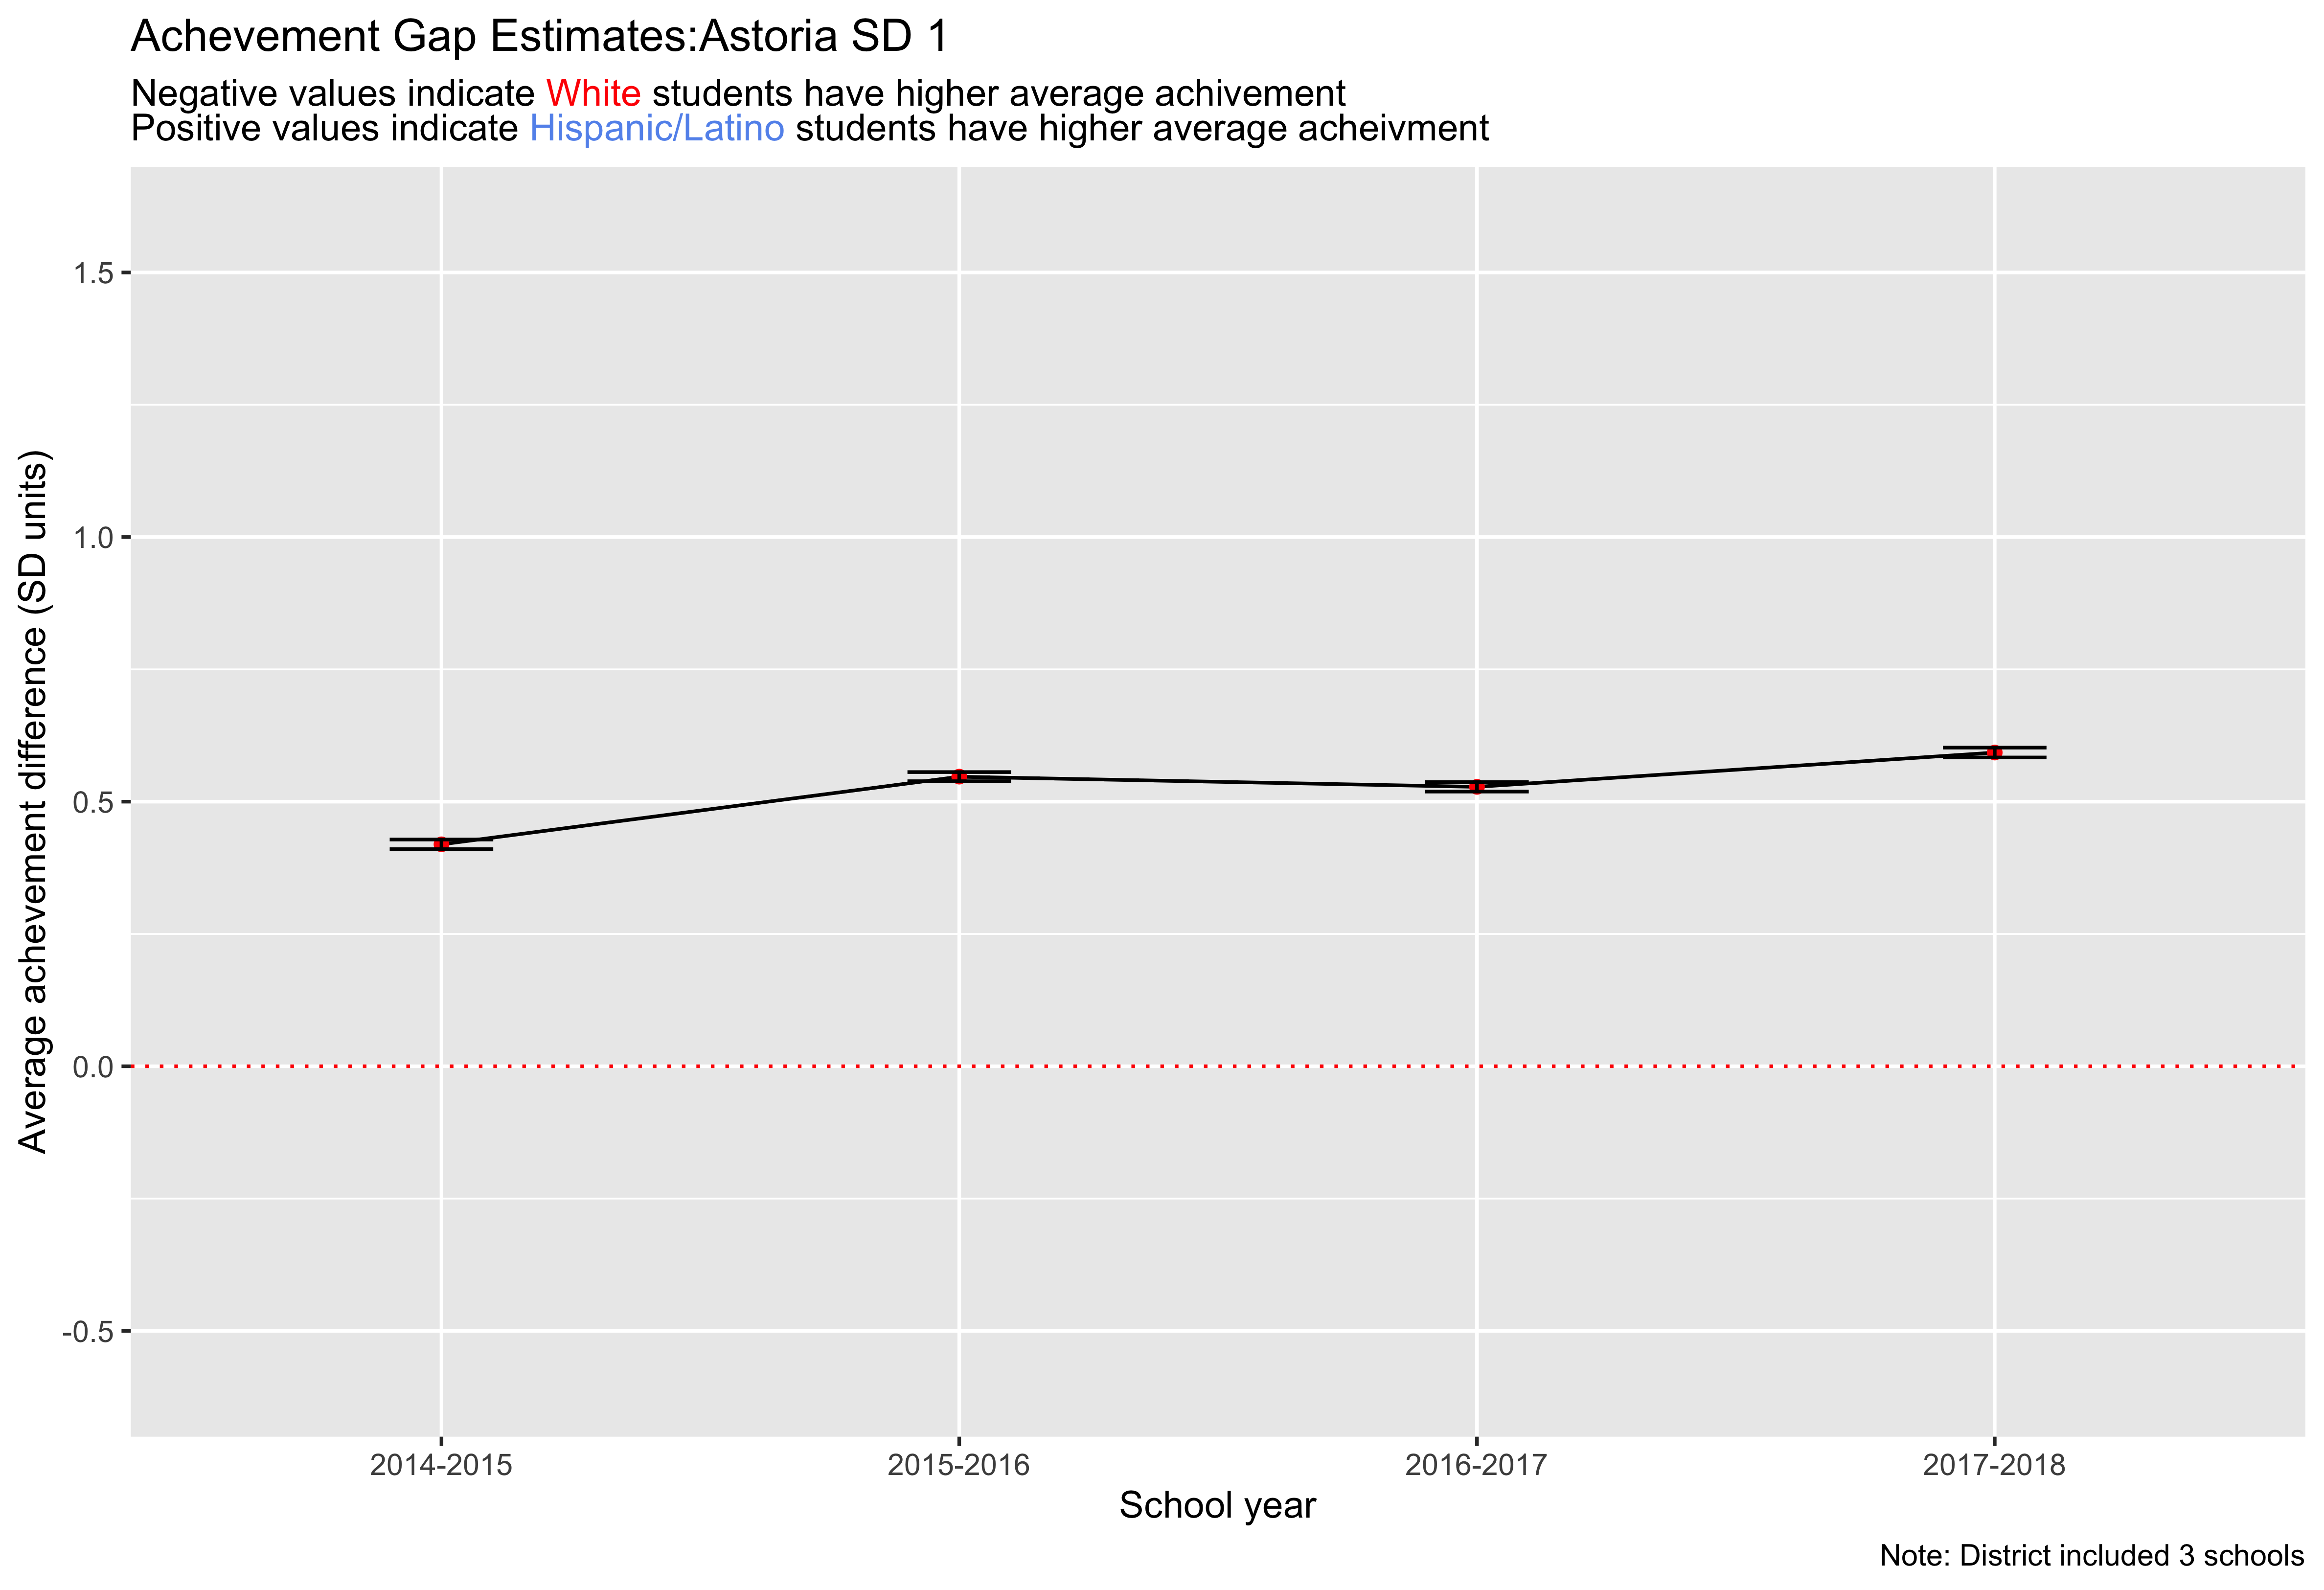 Achevement Gap Estimates:Astoria SD 1
Negative values indicate White students have higher average achivement
Positive values indicate Hispanic/Latino students have higher average acheivment
Average achevement difference (SD units)
1.5
1.0
0.5
0.0
-0.5
2014-2015
2015-2016
2016-2017
2017-2018
School year
Note: District included 3 schools